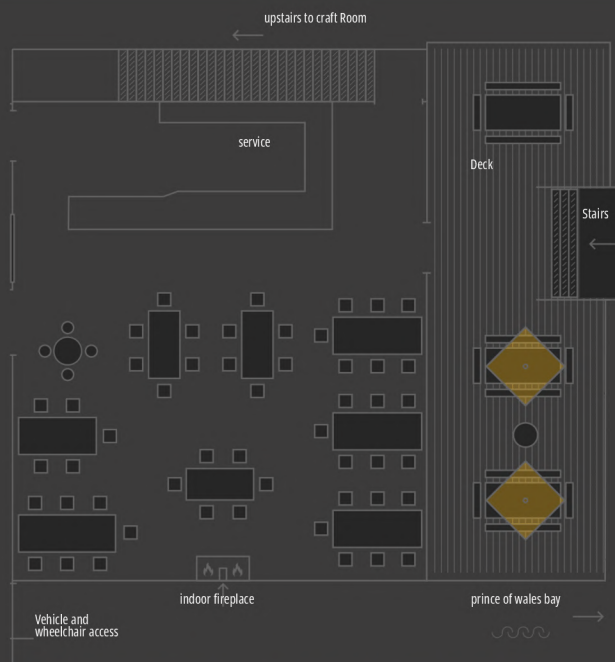 upstairs to craft Room
service
Deck
Stairs
indoor fireplace
prince of wales bay
Vehicle and
wheelchair access